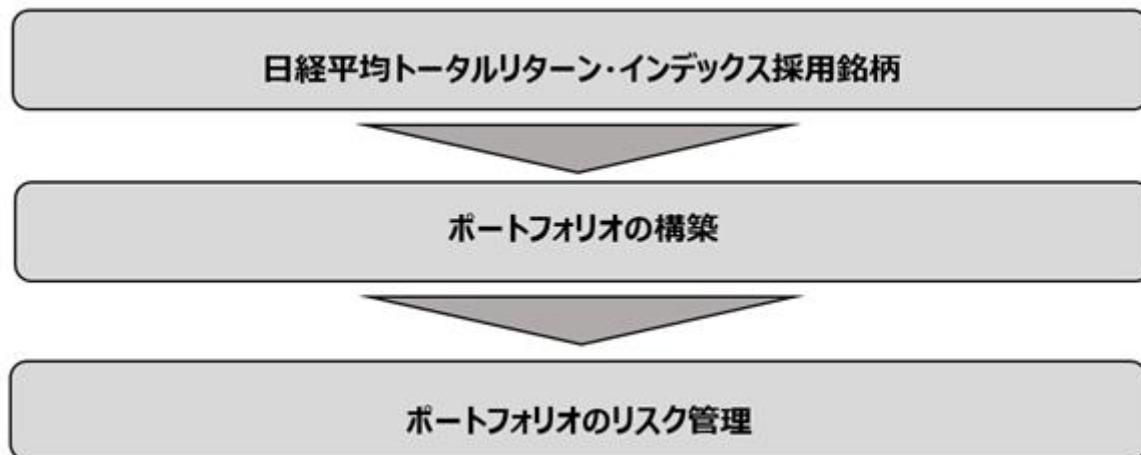 日経平均トータルリターン・インデックス採用銘柄
ポートフォリオの構築
ポートフォリオのリスク管理